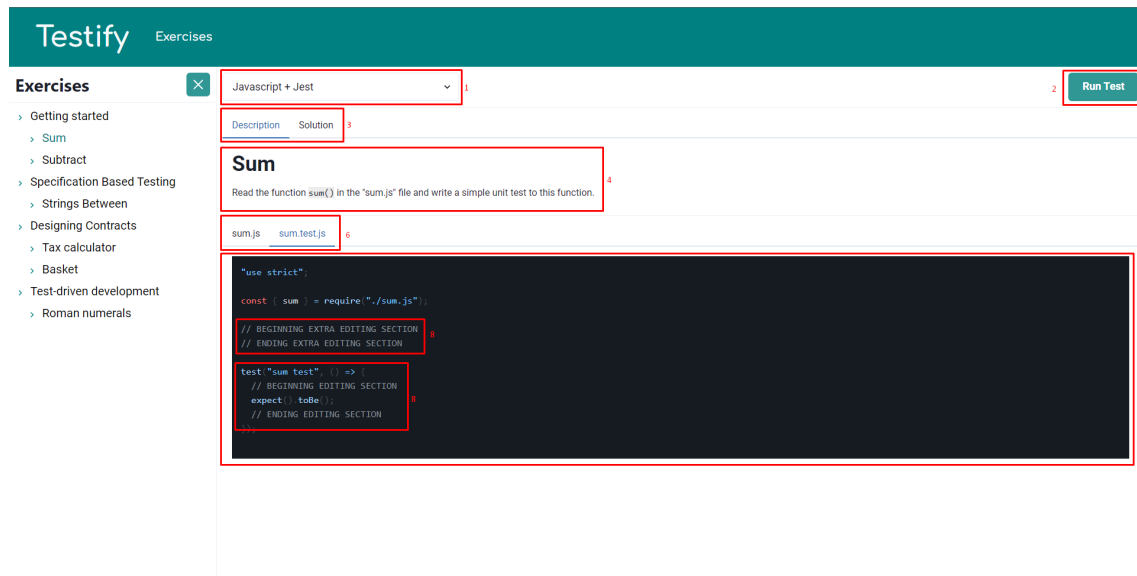 Testify Exercises
Exercises
Getting started
Sum
Subtract
Specification Based Testing
Strings Between
Designing Contracts
Tax calculator
Basket
Test-driven development
Roman numerals
Javascript + Jest 1
2 Run Test
Description Solution 3
Sum
Read the function sum() in the "sum.js" file and write a simple unit test to this function.
4
sum.js sum.test.js 6
"use strict";
const { sum } = require("./sum.js");
// BEGINNING EXTRA EDITING SECTION
// ENDING EXTRA EDITING SECTION
8
test("sum test", () => {
// BEGINNING EDITING SECTION
expect().toBe();
// ENDING EDITING SECTION
});
8